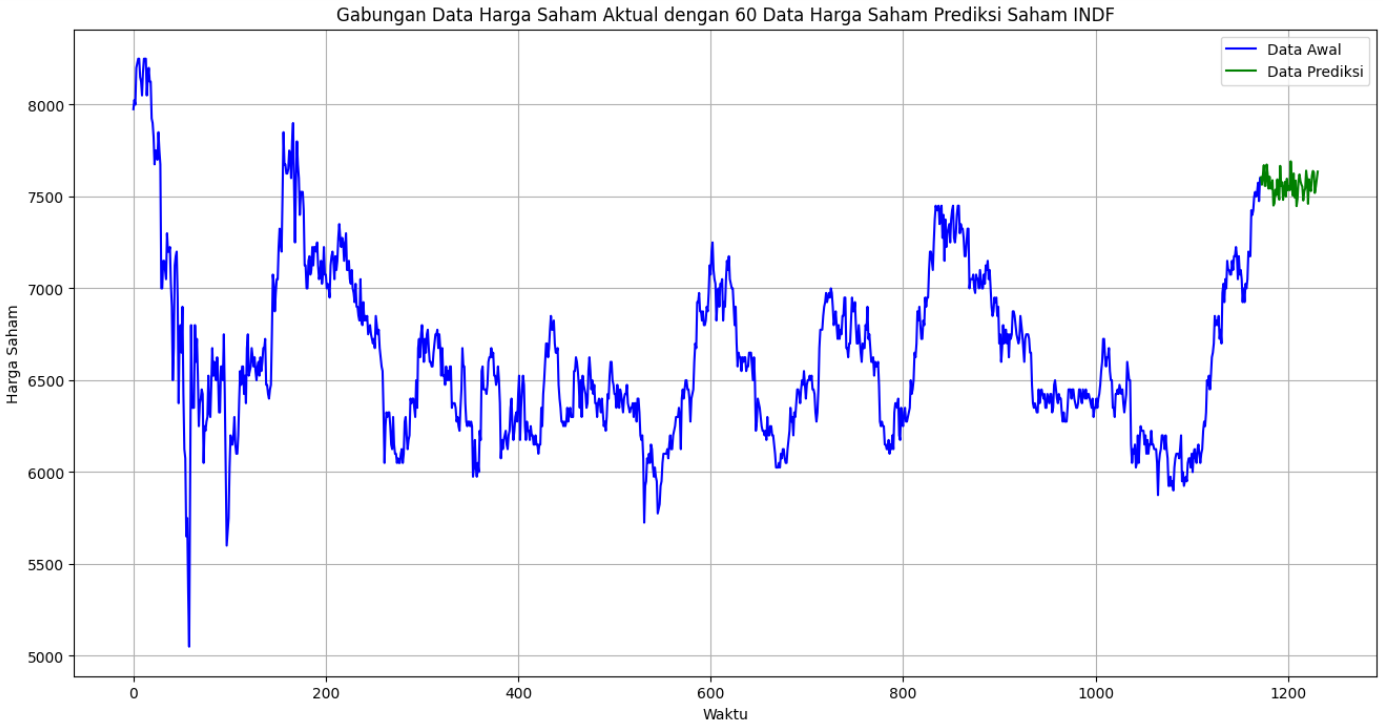 Gabungan Data Harga Saham Aktual dengan 60 Data Harga Saham Prediksi Saham INDF
Data Awal
Data Prediksi
Harga Saham
8000
7500
7000
6500
6000
5500
5000
0
200
400
600
800
1000
1200
Waktu